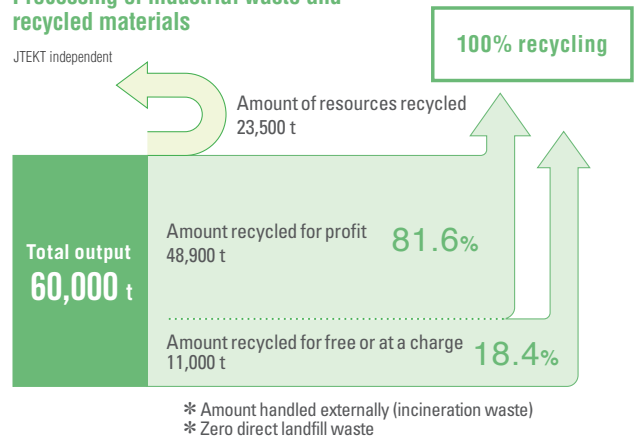 Processing of industrial waste and
recycled materials
JTEKT independent
100% recycling
Amount of resources recycled
23,500 t
Total output
60,000 t
Amount recycled for profit
48,900 t
81.6%
Amount recycled for free or at a charge
11,000 t
18.4%
* Amount handled externally (incineration waste)
* Zero direct landfill waste